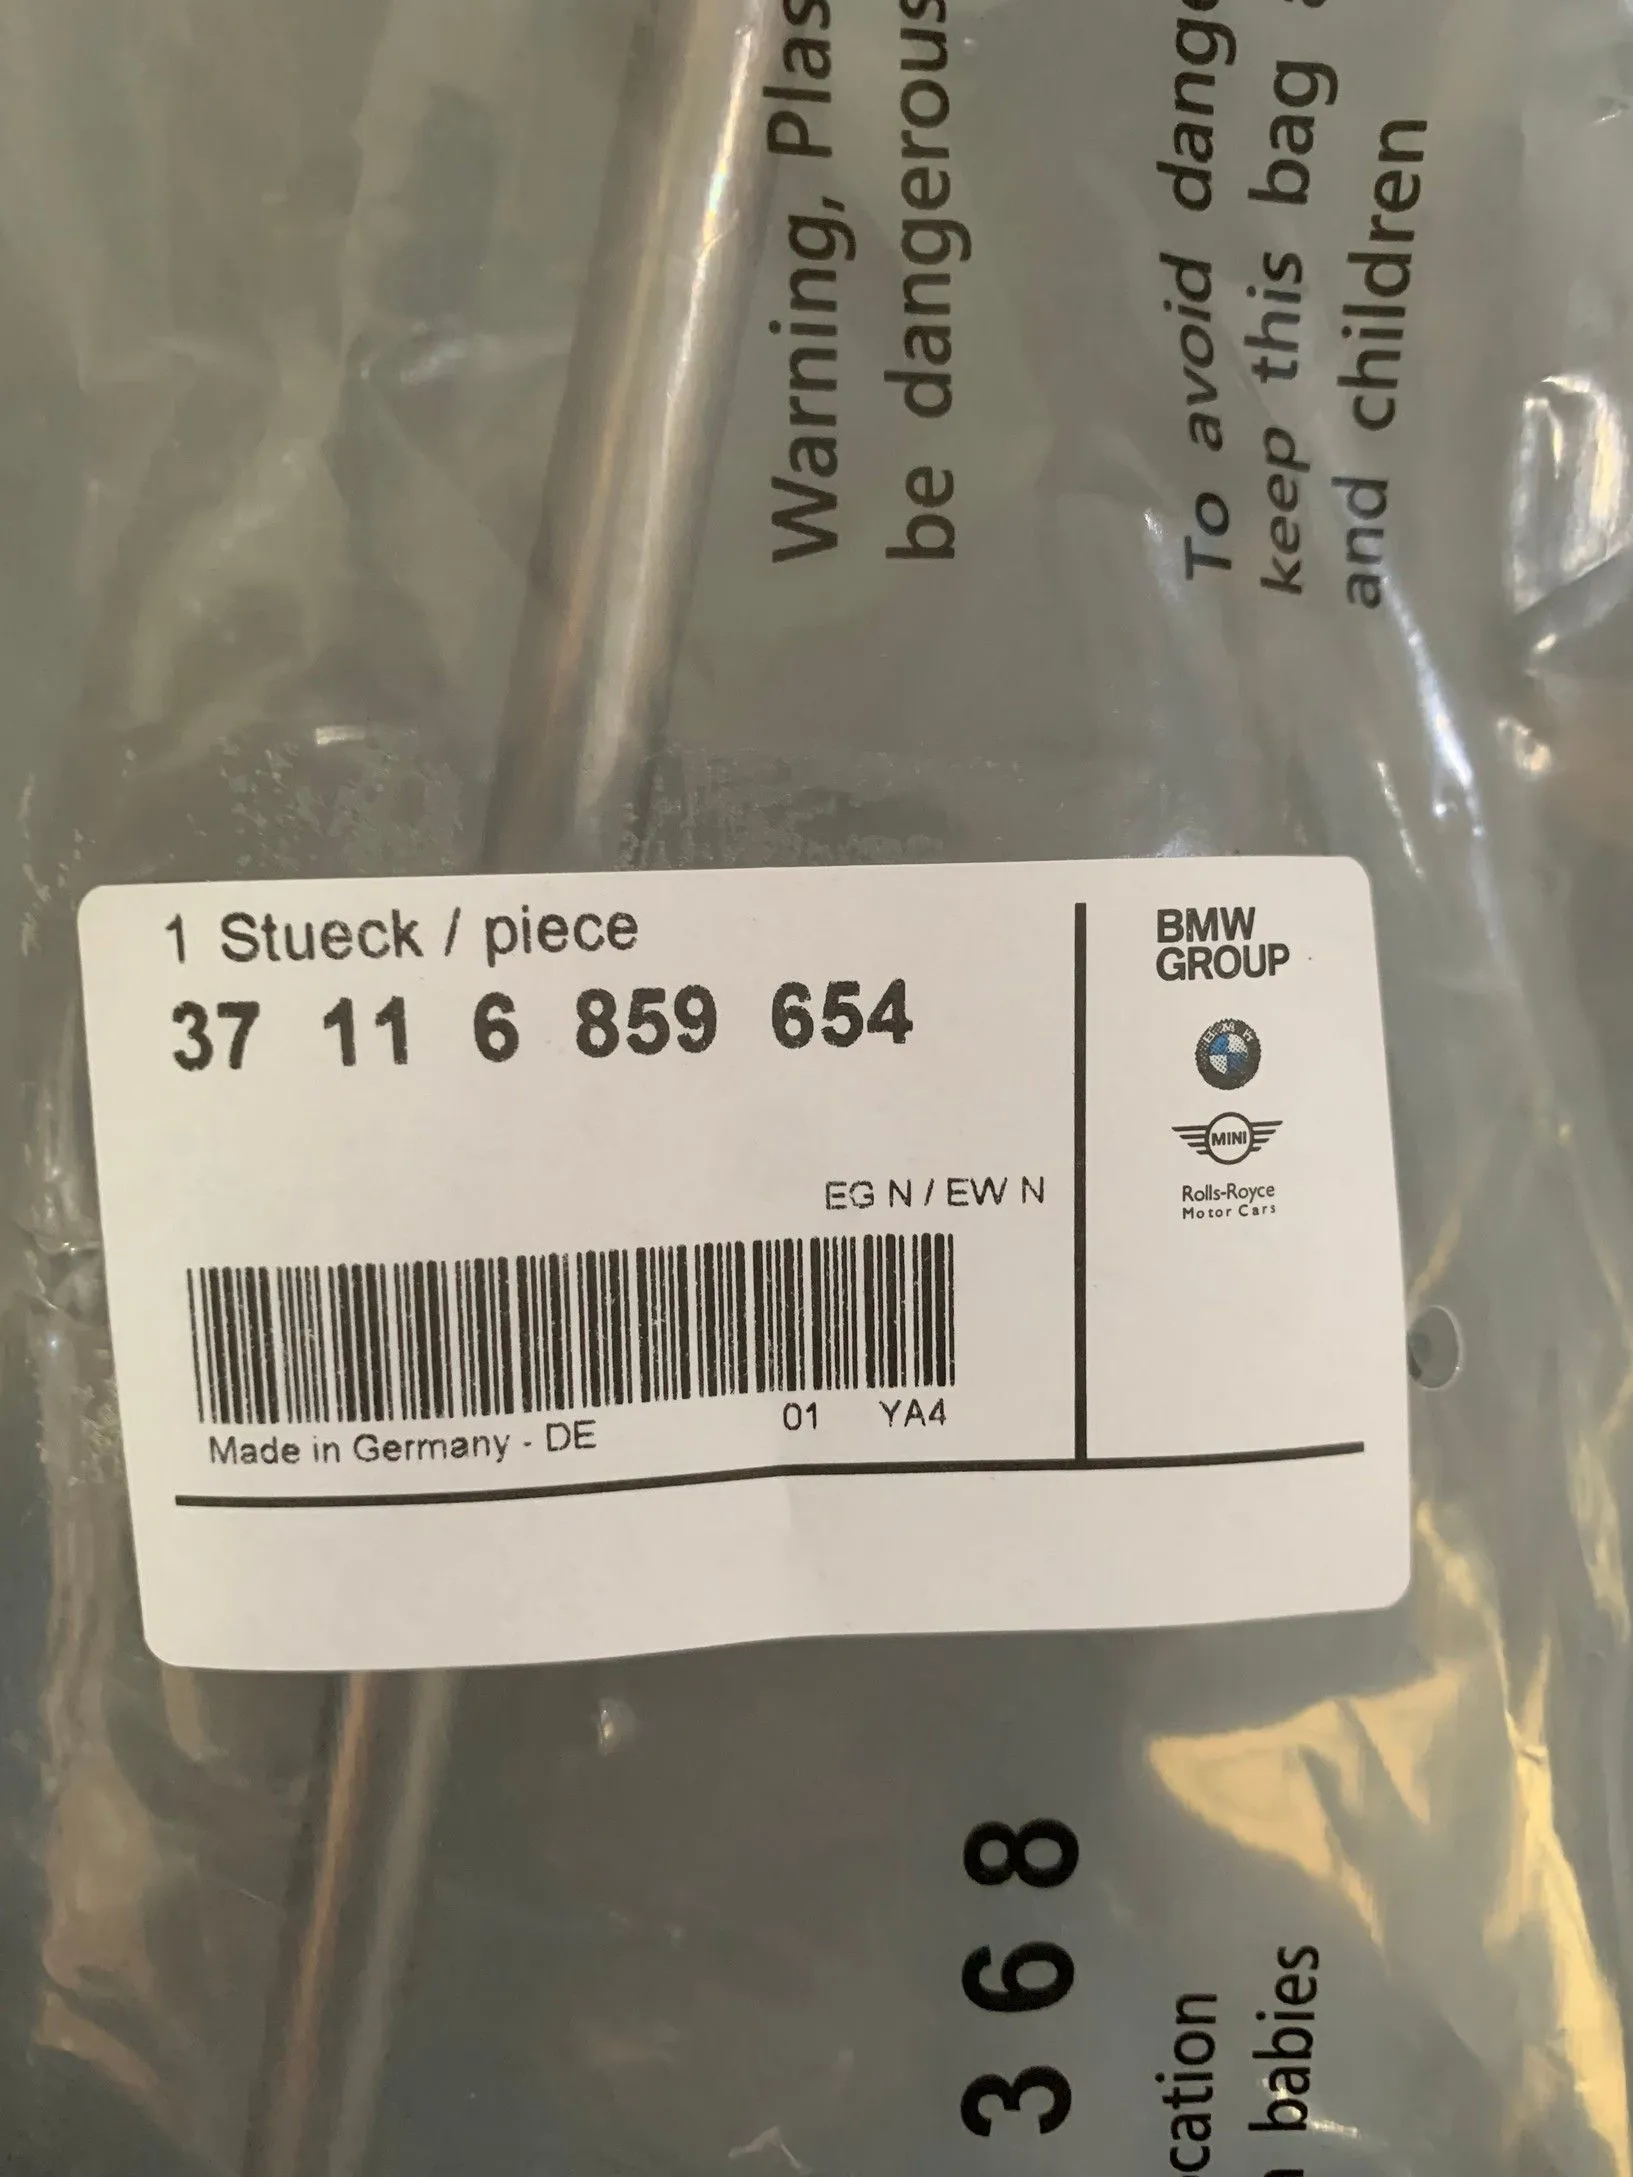 Warning, Plas
be dangerous
To avoid dange
keep this bag
and children
1 Stueck / piece
37 11 6 859 654
EG N / EW N
Made in Germany - DE
01 YA4
BMW
GROUP
BMW
MINI
Rolls-Royce
Motor Cars
3 6 8
cation
babies